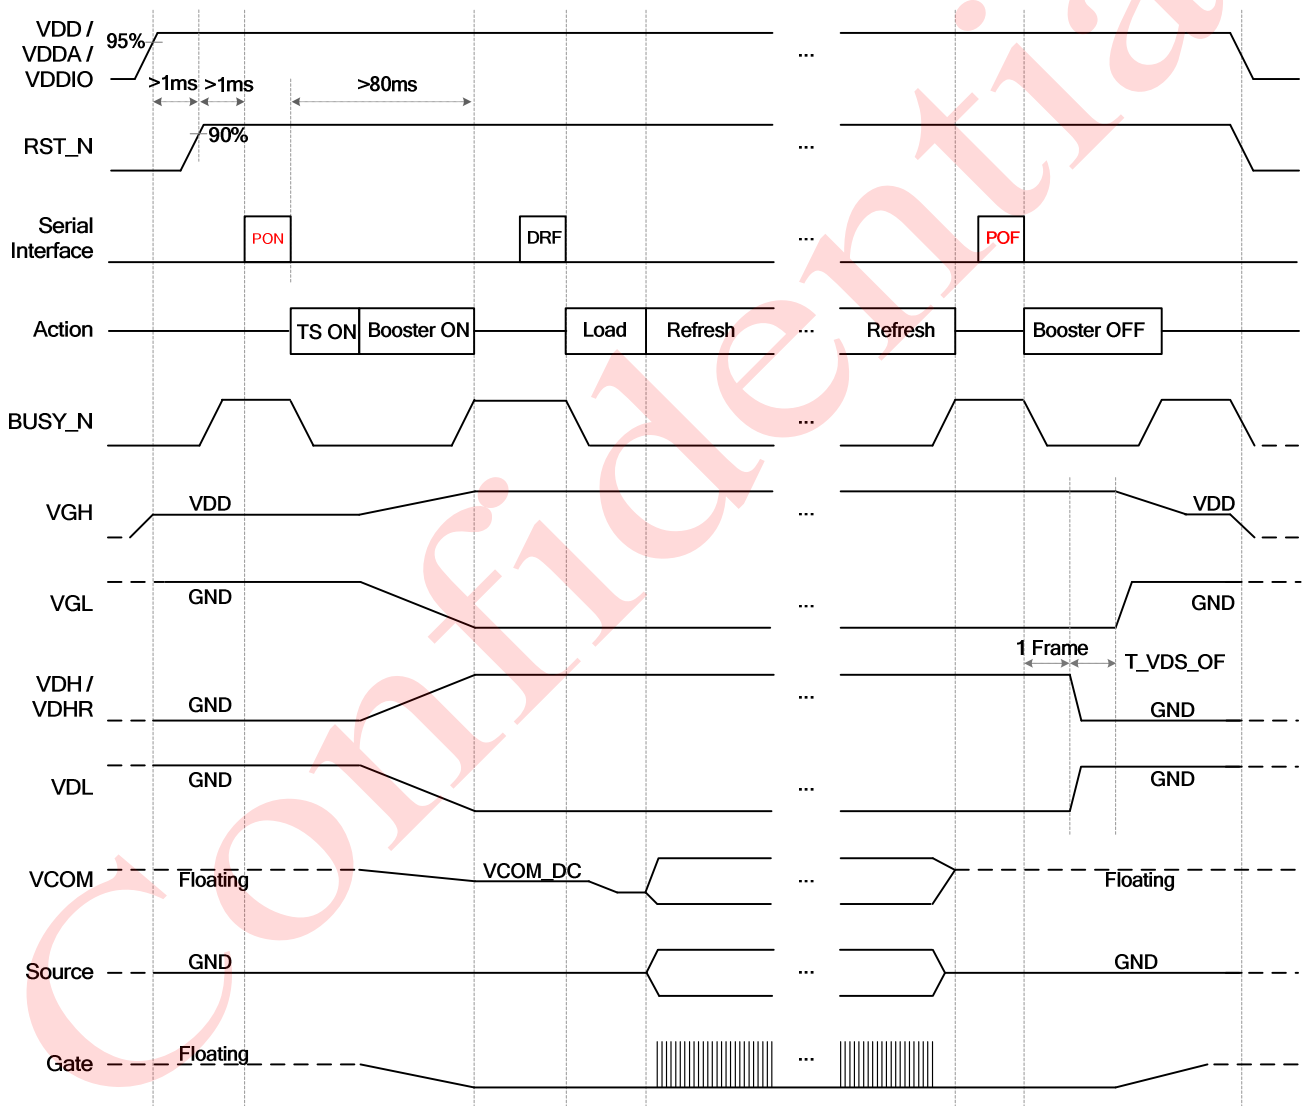 VDD /
VDDA /
VDDIO
95%
...
>1ms
>1ms
>80ms
RST_N
90%
...
Serial
Interface
PON
DRF
...
POF
Action
TS ON
Booster ON
Load
Refresh
...
Refresh
Booster OFF
BUSY_N
...
VGH
VDD
...
VDD
VGL
GND
...
GND
1 Frame
T_VDS_OF
VDH /
VDHR
GND
...
GND
VDL
GND
...
GND
VCOM
Floating
VCOM_DC
...
Floating
Source
GND
...
GND
Gate
Floating
...
Confidential